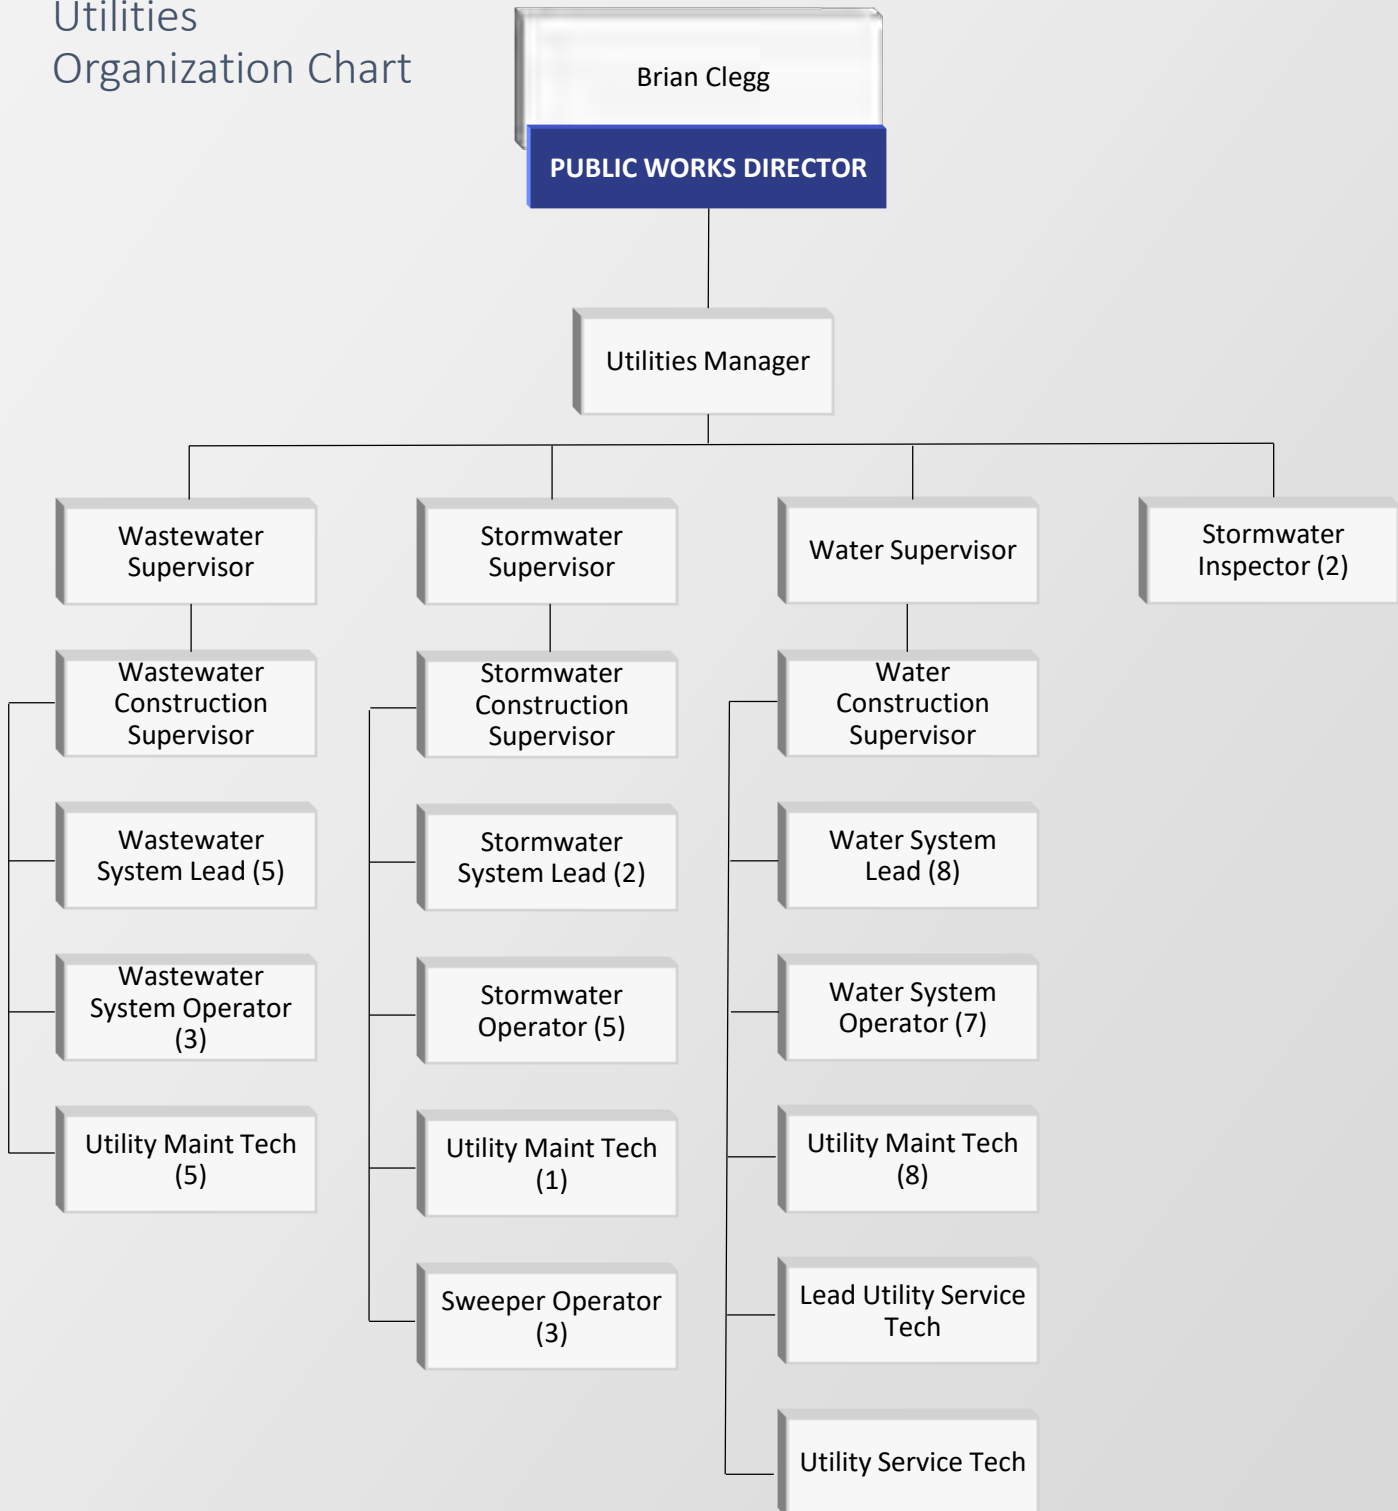 Utilities
Organization Chart
Brian Clegg
PUBLIC WORKS DIRECTOR
Utilities Manager
Wastewater
Supervisor
Stormwater
Supervisor
Water Supervisor
Stormwater
Inspector (2)
Wastewater
Construction
Supervisor
Stormwater
Construction
Supervisor
Water
Construction
Supervisor
Wastewater
System Lead (5)
Stormwater
System Lead (2)
Water System
Lead (8)
Wastewater
System Operator
(3)
Stormwater
Operator (5)
Water System
Operator (7)
Utility Maint Tech
(5)
Utility Maint Tech
(1)
Utility Maint Tech
(8)
Sweeper Operator
(3)
Lead Utility Service
Tech
Utility Service Tech